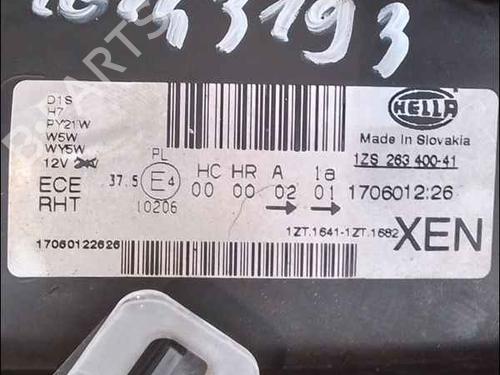 3193
D1S
H7
PY21W
W5W
WY5W
12V
HELLA
Made in Slovakia
1ZS 263 400-41
ECE
RHT
37.5
PL
E4
10206
HC HR A 1a
00 00 02 01
1706012:26
1ZT.1641-1ZT.1682
XEN
17060122626
B-PARTS